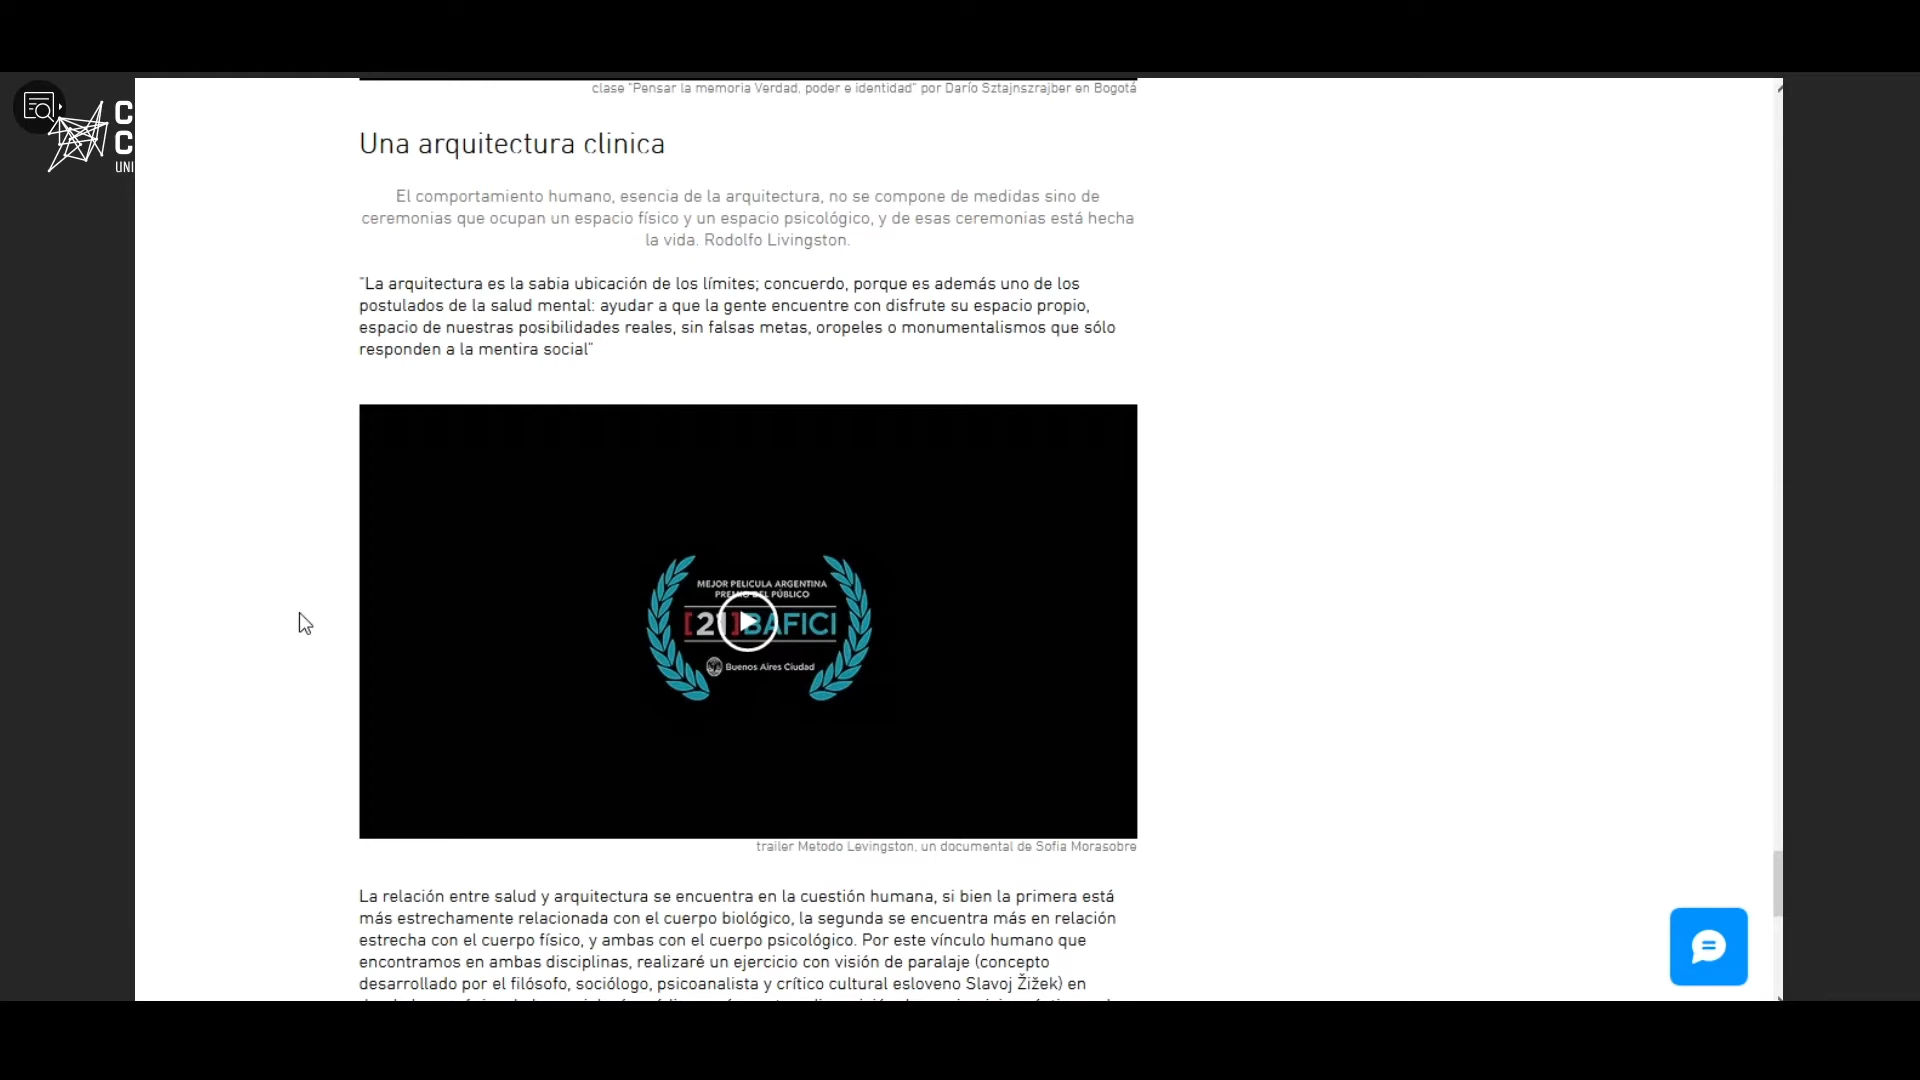 C
C
UNI
clase "Pensar la memoria Verdad, poder e identidad" por Darío Sztajnszrajber en Bogotá
Una arquitectura clinica
El comportamiento humano, esencia de la arquitectura, no se compone de medidas sino de
ceremonias que ocupan un espacio físico y un espacio psicológico, y de esas ceremonias está hecha
la vida. Rodolfo Livingston.
"La arquitectura es la sabia ubicación de los límites; concuerdo, porque es además uno de los
postulados de la salud mental: ayudar a que la gente encuentre con disfrute su espacio propio,
espacio de nuestras posibilidades reales, sin falsas metas, oropeles o monumentalismos que sólo
responden a la mentira social"
MEJOR PELICULA ARGENTINA
PREMIO DEL PÚBLICO
[21]BAFICI
Buenos Aires Ciudad
trailer Metodo Levingston, un documental de Sofia Morasobre
La relación entre salud y arquitectura se encuentra en la cuestión humana, si bien la primera está
más estrechamente relacionada con el cuerpo biológico, la segunda se encuentra más en relación
estrecha con el cuerpo físico, y ambas con el cuerpo psicológico. Por este vínculo humano que
encontramos en ambas disciplinas, realizaré un ejercicio con visión de paralaje (concepto
desarrollado por el filósofo, sociólogo, psicoanalista y crítico cultural esloveno Slavoj Žižek) en